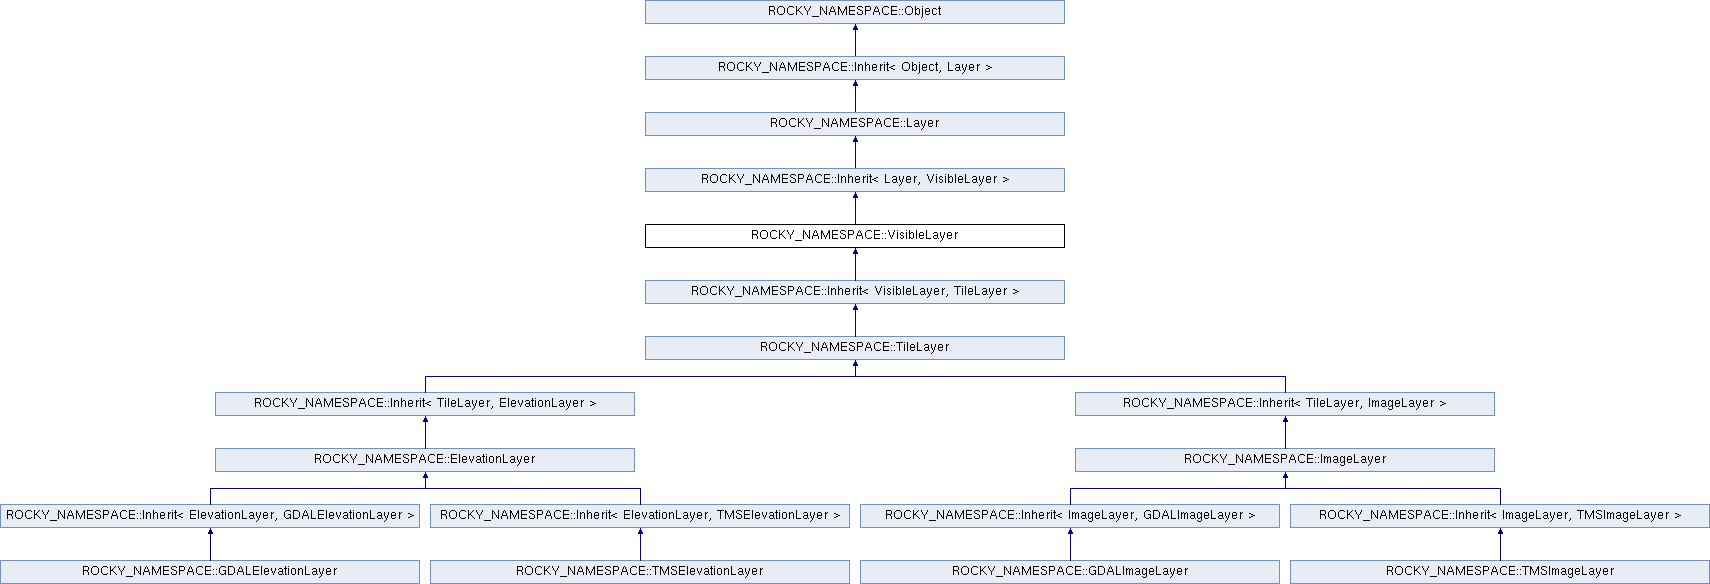 ROCKY_NAMESPACE::Object
ROCKY_NAMESPACE::Inherit< Object, Layer >
ROCKY_NAMESPACE::Layer
ROCKY_NAMESPACE::Inherit< Layer, VisibleLayer >
ROCKY_NAMESPACE::VisibleLayer
ROCKY_NAMESPACE::Inherit< VisibleLayer, TileLayer >
ROCKY_NAMESPACE::TileLayer
ROCKY_NAMESPACE::Inherit< TileLayer, ElevationLayer >
ROCKY_NAMESPACE::Inherit< TileLayer, ImageLayer >
ROCKY_NAMESPACE::ElevationLayer
ROCKY_NAMESPACE::ImageLayer
ROCKY_NAMESPACE::Inherit< ElevationLayer, GDALElevationLayer >
ROCKY_NAMESPACE::Inherit< ElevationLayer, TMSElevationLayer >
ROCKY_NAMESPACE::Inherit< ImageLayer, GDALImageLayer >
ROCKY_NAMESPACE::Inherit< ImageLayer, TMSImageLayer >
ROCKY_NAMESPACE::GDALElevationLayer
ROCKY_NAMESPACE::TMSElevationLayer
ROCKY_NAMESPACE::GDALImageLayer
ROCKY_NAMESPACE::TMSImageLayer